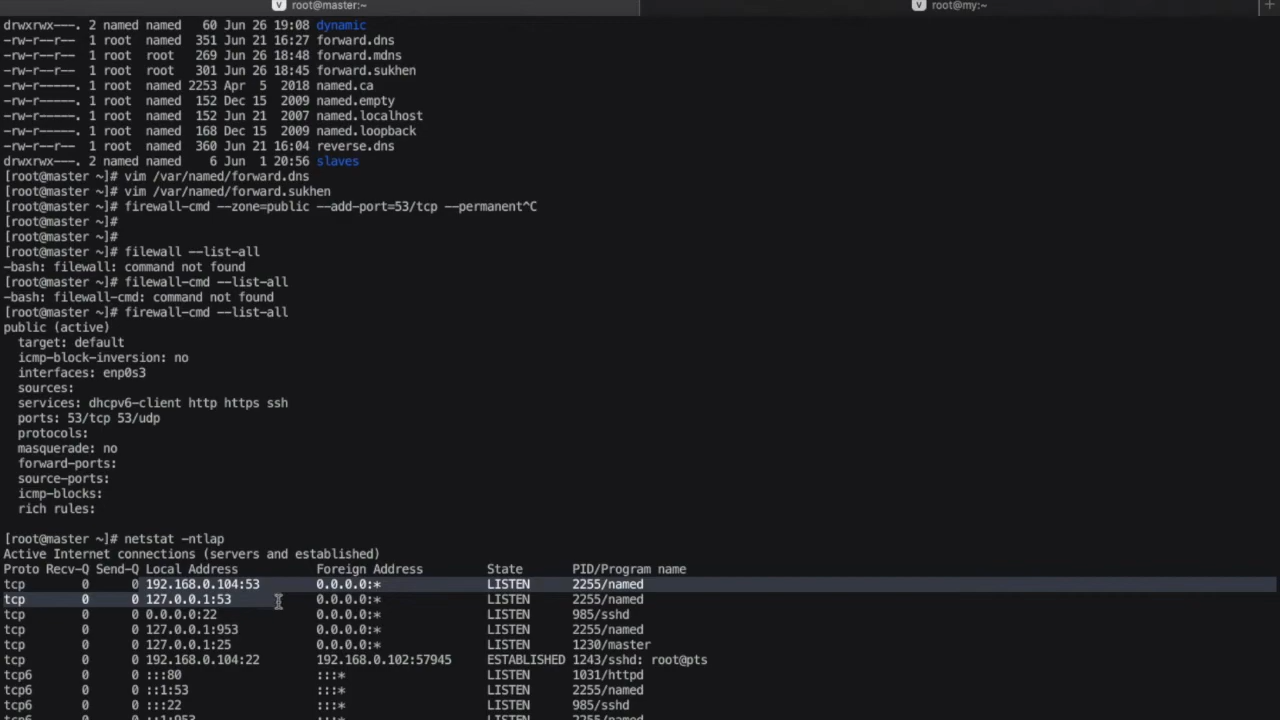 root@master:~ root@my:~ +
drwxrwx---. 2 named named 60 Jun 26 19:08 dynamic
-rw-r--r-- 1 root named 351 Jun 21 16:27 forward.dns
-rw-r--r-- 1 root root 269 Jun 26 18:48 forward.mdns
-rw-r--r-- 1 root root 301 Jun 26 18:45 forward.sukhen
-rw-r-----. 1 root named 2253 Apr 5 2018 named.ca
-rw-r-----. 1 root named 152 Dec 15 2009 named.empty
-rw-r-----. 1 root named 152 Jun 21 2007 named.localhost
-rw-r-----. 1 root named 168 Dec 15 2009 named.loopback
-rw-r--r-- 1 root named 360 Jun 21 16:04 reverse.dns
drwxrwx---. 2 named named 6 Jun 1 20:56 slaves
[root@master ~]# vim /var/named/forward.dns
[root@master ~]# vim /var/named/forward.sukhen
[root@master ~]# firewall-cmd --zone=public --add-port=53/tcp --permanent^C
[root@master ~]#
[root@master ~]#
[root@master ~]# filewall --list-all
-bash: filewall: command not found
[root@master ~]# filewall-cmd --list-all
-bash: filewall-cmd: command not found
[root@master ~]# firewall-cmd --list-all
public (active)
target: default
icmp-block-inversion: no
interfaces: enp0s3
sources:
services: dhcpv6-client http https ssh
ports: 53/tcp 53/udp
protocols:
masquerade: no
forward-ports:
source-ports:
icmp-blocks:
rich rules:
[root@master ~]# netstat -ntlap
Active Internet connections (servers and established)
Proto Recv-Q Send-Q Local Address Foreign Address State PID/Program name
tcp 0 0 192.168.0.104:53 0.0.0.0:* LISTEN 2255/named
tcp 0 0 127.0.0.1:53 0.0.0.0:* LISTEN 2255/named
tcp 0 0 0.0.0.0:22 0.0.0.0:* LISTEN 985/sshd
tcp 0 0 127.0.0.1:953 0.0.0.0:* LISTEN 2255/named
tcp 0 0 127.0.0.1:25 0.0.0.0:* LISTEN 1230/master
tcp 0 0 192.168.0.104:22 192.168.0.102:57945 ESTABLISHED 1243/sshd: root@pts
tcp6 0 0 :::80 :::* LISTEN 1031/httpd
tcp6 0 0 ::1:53 :::* LISTEN 2255/named
tcp6 0 0 :::22 :::* LISTEN 985/sshd
tcp6 0 0 ::1:953 :::* LISTEN 2255/named